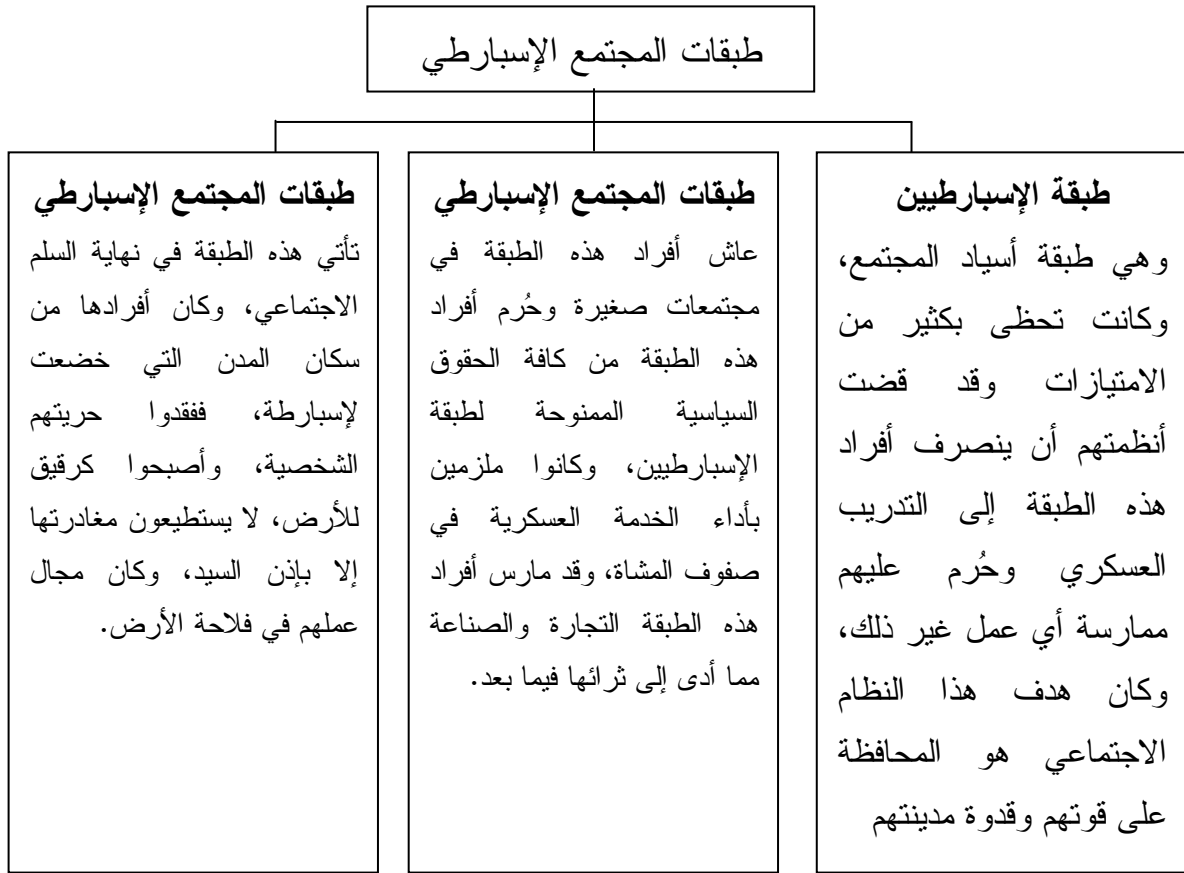 طبقات المجتمع الإسبارطي
طبقة الإسبارطيين
وهي طبقة أسياد المجتمع،
وكانت تحظى بكثير من
الامتيازات وقد قضت
أنظمتهم أن ينصرف أفراد
هذه الطبقة إلى التدريب
العسكري وحُرم عليهم
ممارسة أي عمل غير ذلك،
وكان هدف هذا النظام
الاجتماعي هو المحافظة
على قوتهم وقدوة مدينتهم
طبقات المجتمع الإسبارطي
عاش أفراد هذه الطبقة في
مجتمعات صغيرة وحُرم أفراد
هذه الطبقة من كافة الحقوق
السياسية الممنوحة لطبقة
الإسبارطيين، وكانوا ملزمين
بأداء الخدمة العسكرية في
صفوف المشاة، وقد مارس أفراد
هذه الطبقة التجارة والصناعة
مما أدى إلى ثرائها فيما بعد.
طبقات المجتمع الإسبارطي
تأتي هذه الطبقة في نهاية السلم
الاجتماعي، وكان أفرادها من
سكان المدن التي خضعت
لإسبارطة، ففقدوا حريتهم
الشخصية، وأصبحوا كرقيق
للأرض، لا يستطيعون مغادرتها
إلا بإذن السيد، وكان مجال
عملهم في فلاحة الأرض.